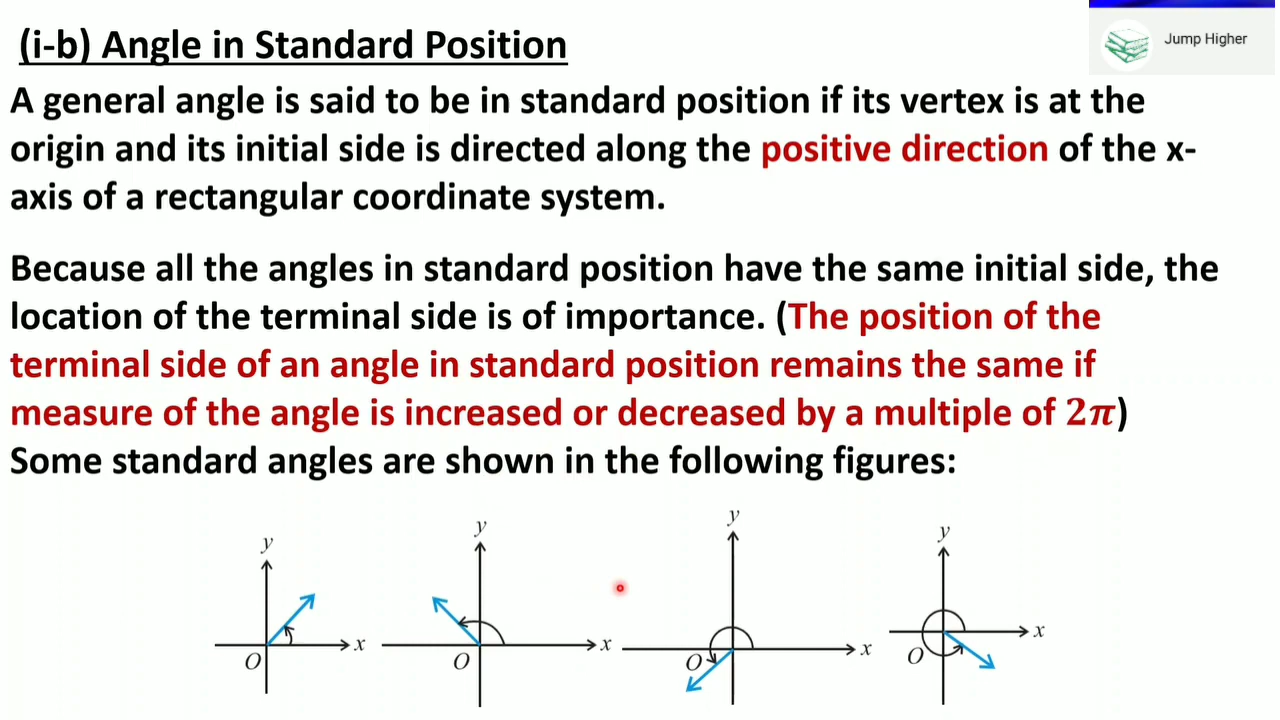 Jump Higher
(i-b) Angle in Standard Position
A general angle is said to be in standard position if its vertex is at the
origin and its initial side is directed along the positive direction of the x-
axis of a rectangular coordinate system.
Because all the angles in standard position have the same initial side, the
location of the terminal side is of importance. (The position of the
terminal side of an angle in standard position remains the same if
measure of the angle is increased or decreased by a multiple of 2π)
Some standard angles are shown in the following figures:
y
x
O
y
x
O
y
x
O
y
x
O